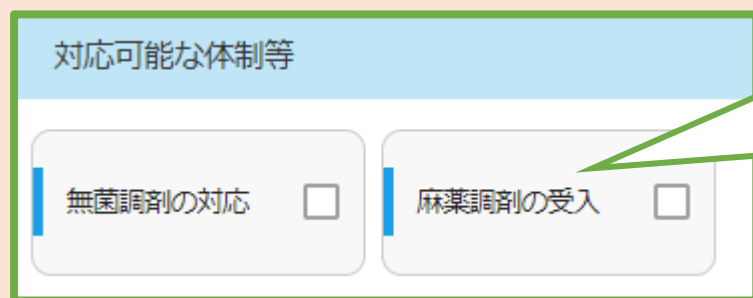 対応可能な体制等
無菌調剤の対応
麻薬調剤の受入